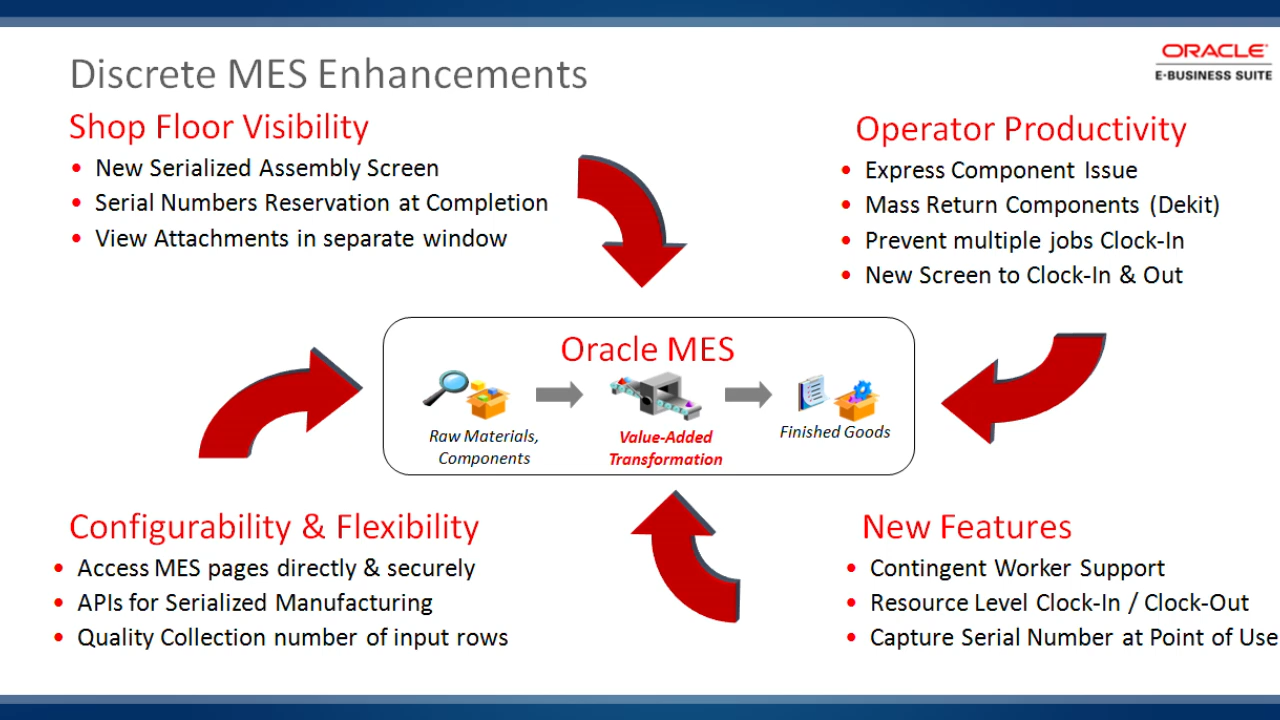 Discrete MES Enhancements
ORACLE
E-BUSINESS SUITE
Shop Floor Visibility
• New Serialized Assembly Screen
• Serial Numbers Reservation at Completion
• View Attachments in separate window
Operator Productivity
• Express Component Issue
• Mass Return Components (Dekit)
• Prevent multiple jobs Clock-In
• New Screen to Clock-In & Out
Oracle MES
Raw Materials,
Components
Value-Added
Transformation
Finished Goods
Configurability & Flexibility
• Access MES pages directly & securely
• APIs for Serialized Manufacturing
• Quality Collection number of input rows
New Features
• Contingent Worker Support
• Resource Level Clock-In / Clock-Out
• Capture Serial Number at Point of Use